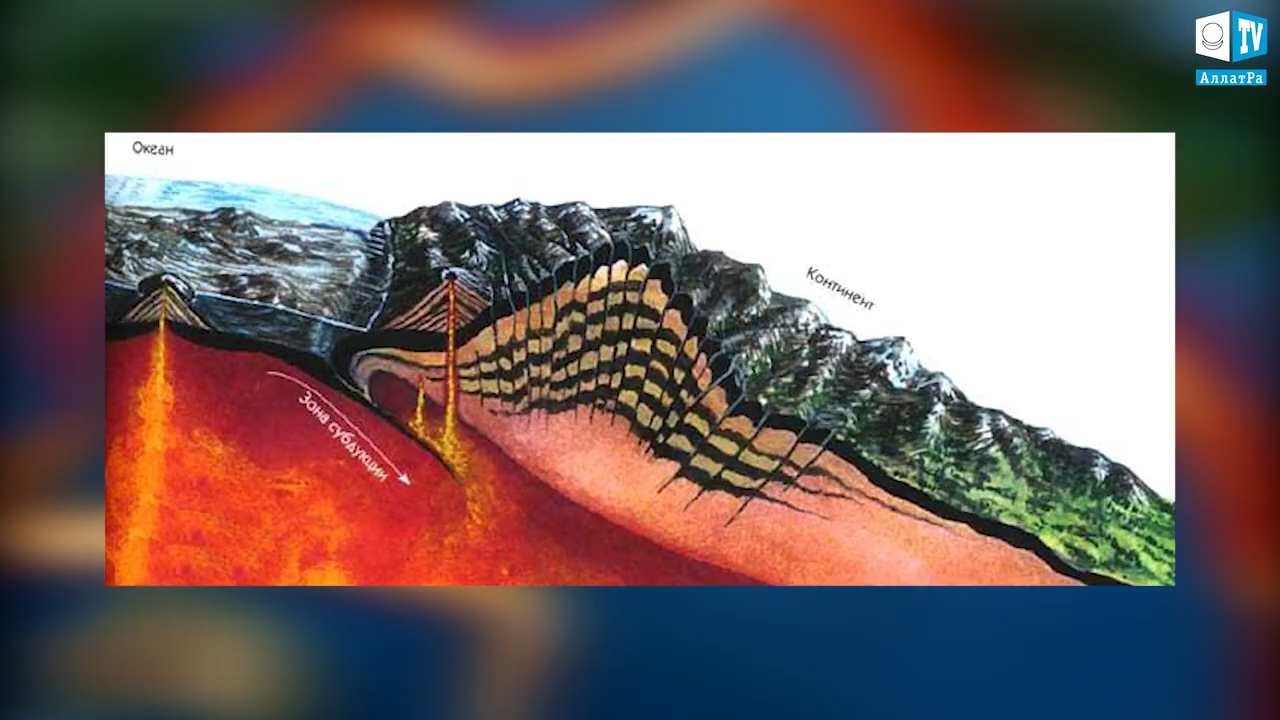 TV
АллатРа
Океан
Континент
Зона субдукции